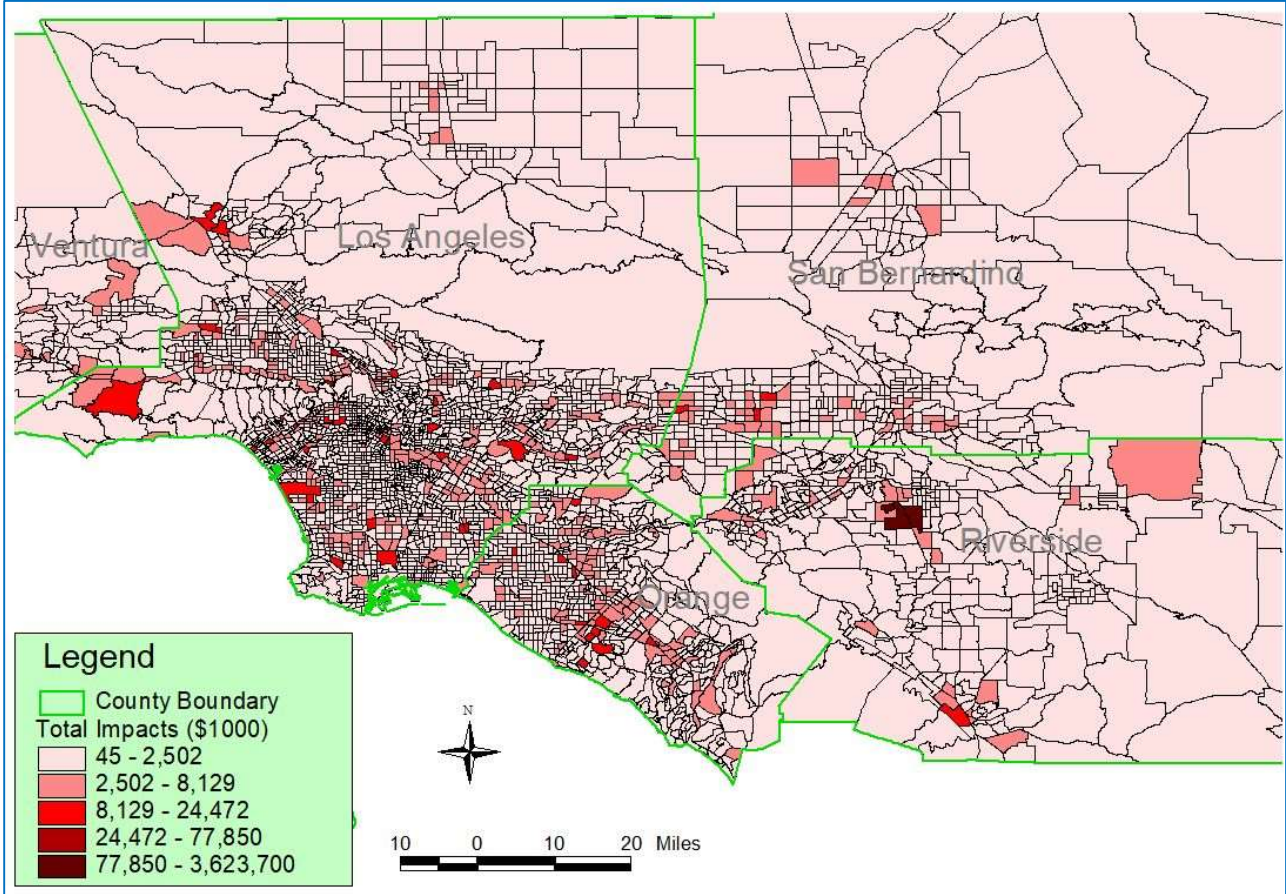 Ventura
Los Angeles
San Bernardino
Riverside
Orange
Legend
County Boundary
Total Impacts ($1000)
45 - 2,502
2,502 - 8,129
8,129 - 24,472
24,472 - 77,850
77,850 - 3,623,700
N
10 0 10 20 Miles